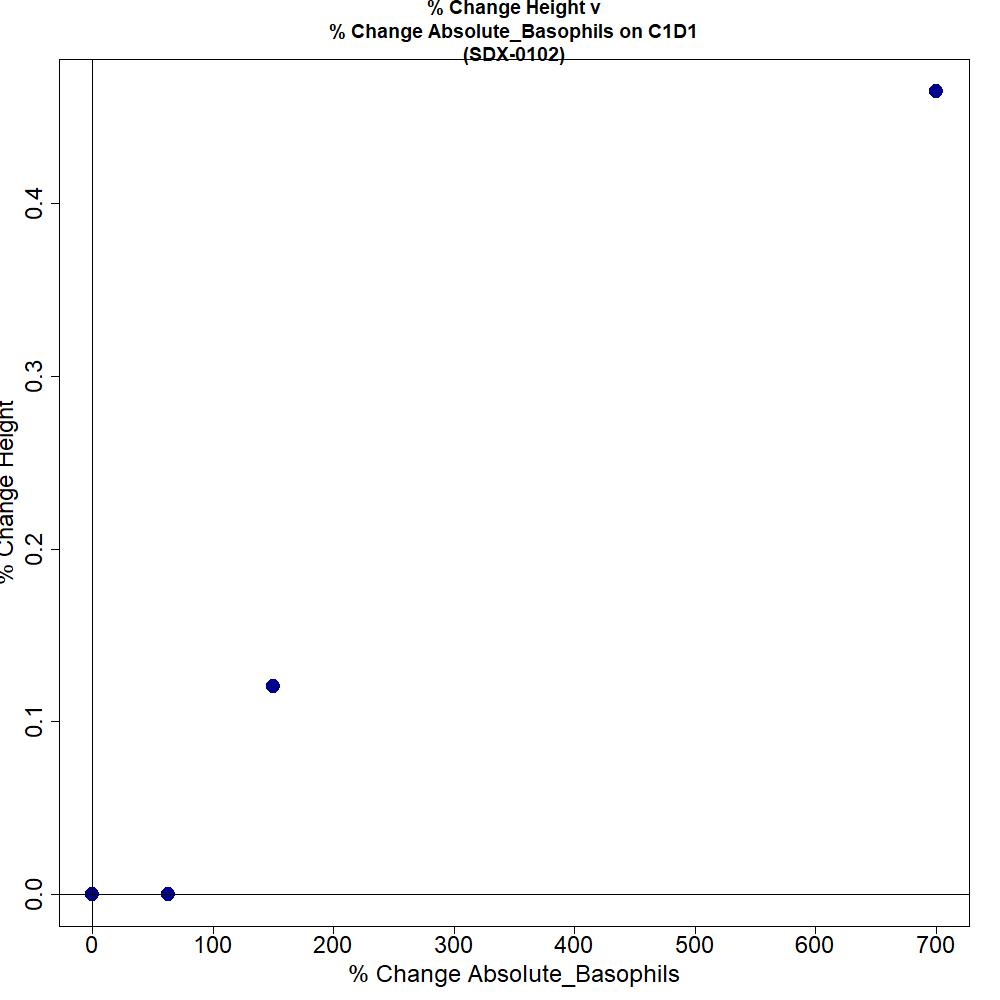 % Change Height v
% Change Absolute_Basophils on C1D1
(SDX-0102)
0.4
0.3
0.2
0.1
0.0
% Change Height
0 100 200 300 400 500 600 700
% Change Absolute_Basophils